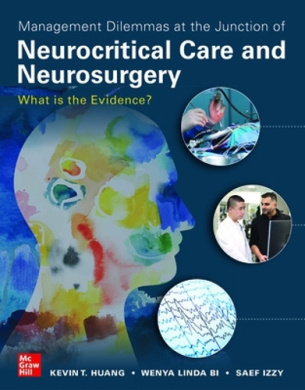 Management Dilemmas at the Junction of
Neurocritical Care and
Neurosurgery
What is the Evidence?
Mc
Graw
Hill
KEVIN T. HUANG • WENYA LINDA BI • SAEF IZZY